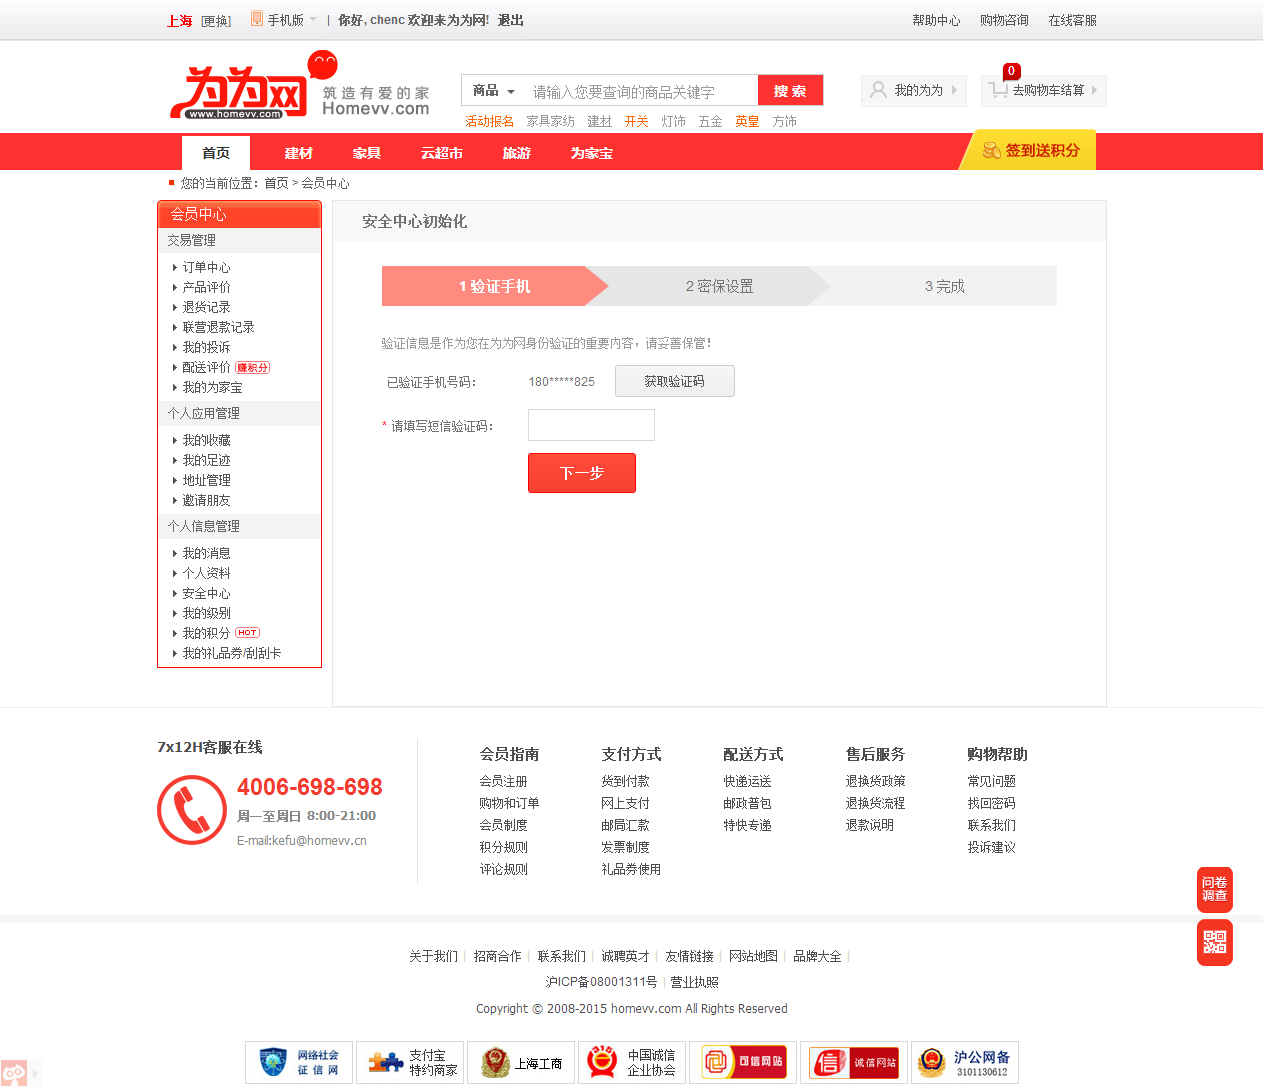 上海 [更换] 手机版 | 你好, chenc 欢迎来为为网! 退出 帮助中心 购物咨询 在线客服
为为网 www.homevv.com 筑造有爱的家 Homevv.com
商品 请输入您要查询的商品关键字 搜 索 我的为为 0 去购物车结算
活动报名 家具家纺 建材 开关 灯饰 五金 英皇 方饰
首页 建材 家具 云超市 旅游 为家宝 签到送积分
您的当前位置：首页 > 会员中心
会员中心
交易管理
订单中心
产品评价
退货记录
联营退款记录
我的投诉
配送评价 赚积分
我的为家宝
个人应用管理
我的收藏
我的足迹
地址管理
邀请朋友
个人信息管理
我的消息
个人资料
安全中心
我的级别
我的积分 HOT
我的礼品券/刮刮卡
安全中心初始化
1 验证手机 2 密保设置 3 完成
验证信息是作为您在为为网身份验证的重要内容，请妥善保管！
已验证手机号码： 180*****825 获取验证码
* 请填写短信验证码：
下一步
7x12H客服在线
4006-698-698
周一至周日 8:00-21:00
E-mail:kefu@homevv.cn
会员指南
会员注册
购物和订单
会员制度
积分规则
评论规则
支付方式
货到付款
网上支付
邮局汇款
发票制度
礼品券使用
配送方式
快递运送
邮政普包
特快专递
售后服务
退换货政策
退换货流程
退款说明
购物帮助
常见问题
找回密码
联系我们
投诉建议
问卷
调查
关于我们 | 招商合作 | 联系我们 | 诚聘英才 | 友情链接 | 网站地图 | 品牌大全 |
沪ICP备08001311号 | 营业执照
Copyright © 2008-2015 homevv.com All Rights Reserved
网络社会
征信网
支付宝
特约商家
上海工商
315
中国诚信
企业协会
可信网站
诚信网站
沪公网备
3101130612